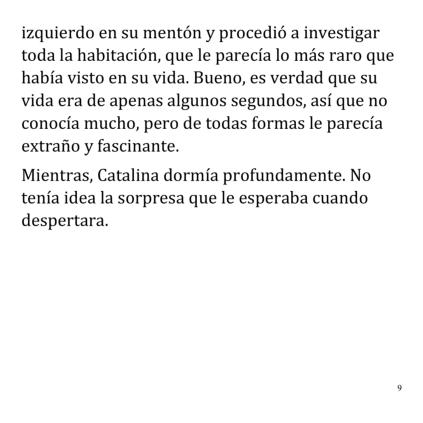 izquierdo en su mentón y procedió a investigar
toda la habitación, que le parecía lo más raro que
había visto en su vida. Bueno, es verdad que su
vida era de apenas algunos segundos, así que no
conocía mucho, pero de todas formas le parecía
extraño y fascinante.
Mientras, Catalina dormía profundamente. No
tenía idea la sorpresa que le esperaba cuando
despertara.
9